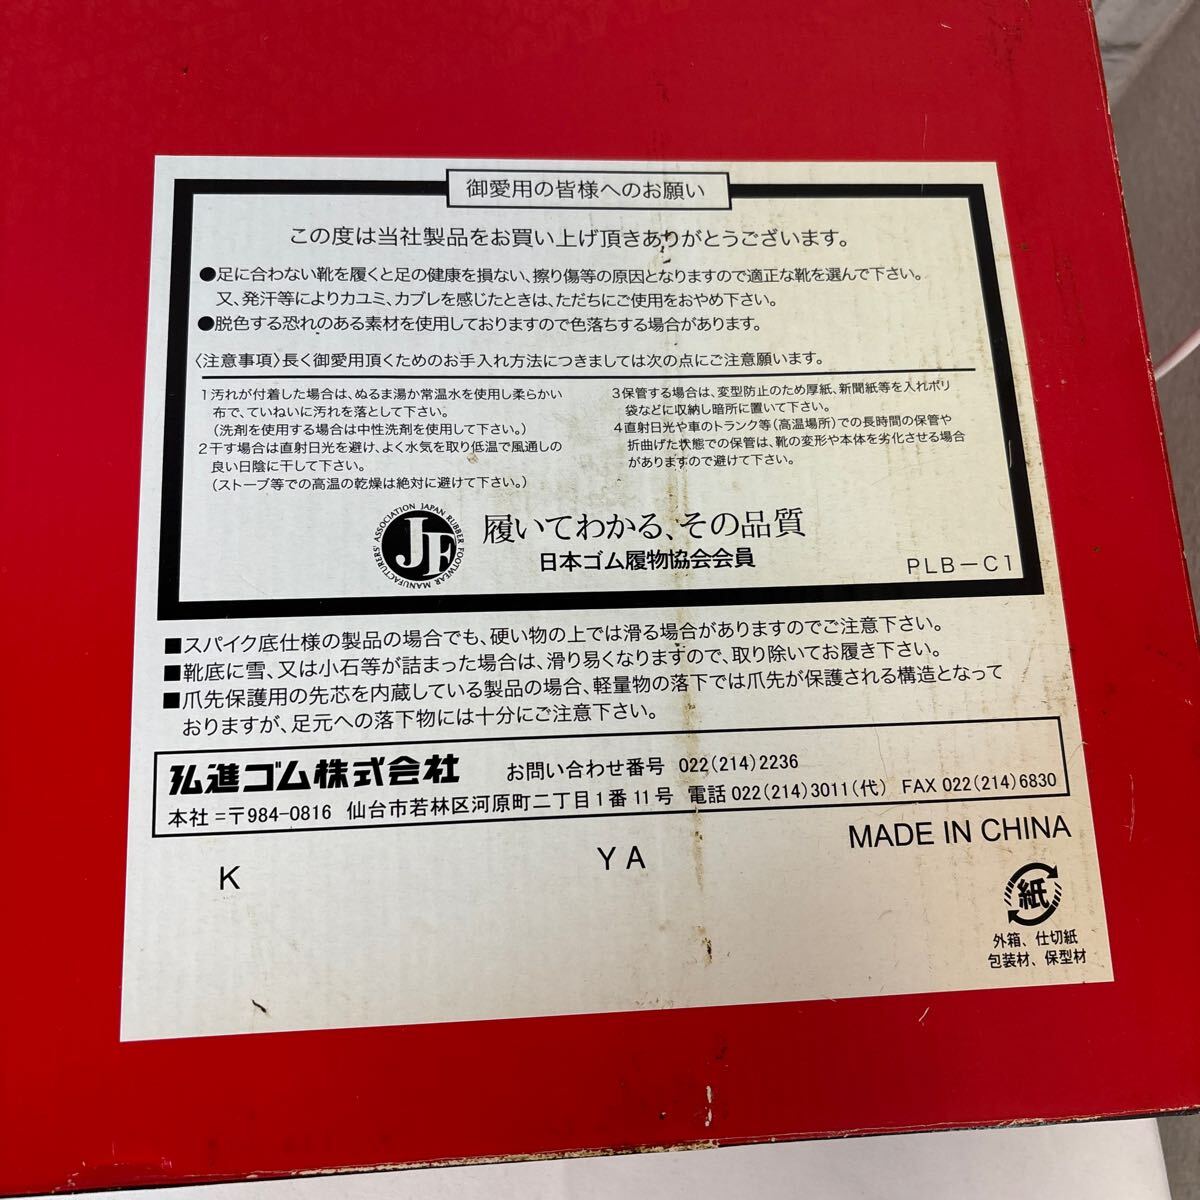 御愛用の皆様へのお願い
この度は当社製品をお買い上げ頂きありがとうございます。
●足に合わない靴を履くと足の健康を損ない、擦り傷等の原因となりますので適正な靴を選んで下さい。
又、発汗等によりカユミ、カブレを感じたときは、ただちにご使用をおやめ下さい。
●脱色する恐れのある素材を使用しておりますので色落ちする場合があります。
〈注意事項〉長く御愛用頂くためのお手入れ方法につきましては次の点にご注意願います。
1汚れが付着した場合は、ぬるま湯か常温水を使用し柔らかい
布で、ていねいに汚れを落として下さい。
（洗剤を使用する場合は中性洗剤を使用して下さい。）
2干す場合は直射日光を避け、よく水気を取り低温で風通しの
良い日陰に干して下さい。
（ストーブ等での高温の乾燥は絶対に避けて下さい。）
3保管する場合は、変型防止のため厚紙、新聞紙等を入れポリ
袋などに収納し暗所に置いて下さい。
4直射日光や車のトランク等（高温場所）での長時間の保管や
折曲げた状態での保管は、靴の変形や本体を劣化させる場合
がありますので避けて下さい。
JAPAN RUBBER FOOTWEAR MANUFACTURERS' ASSOCIATION
JF
履いてわかる、その品質
日本ゴム履物協会会員
PLB－C1
■スパイク底仕様の製品の場合でも、硬い物の上では滑る場合がありますのでご注意下さい。
■靴底に雪、又は小石等が詰まった場合は、滑り易くなりますので、取り除いてお履き下さい。
■爪先保護用の先芯を内蔵している製品の場合、軽量物の落下では爪先が保護される構造となって
おりますが、足元への落下物には十分にご注意下さい。
弘進ゴム株式会社 お問い合わせ番号 022(214)2236
本社=〒984-0816 仙台市若林区河原町二丁目1番11号 電話022(214)3011(代) FAX 022(214)6830
MADE IN CHINA
K YA
紙
外箱、仕切紙
包装材、保型材